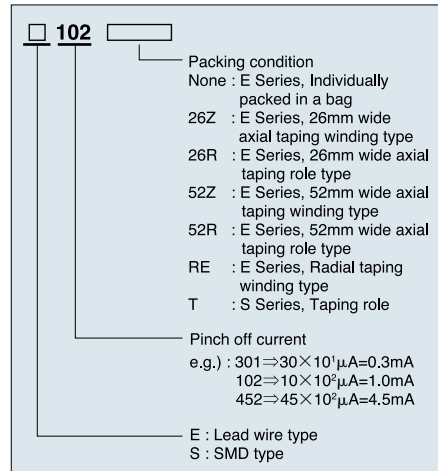 □ 102
Packing condition
None : E Series, Individually
packed in a bag
26Z : E Series, 26mm wide
axial taping winding type
26R : E Series, 26mm wide axial
taping role type
52Z : E Series, 52mm wide axial
taping winding type
52R : E Series, 52mm wide axial
taping role type
RE : E Series, Radial taping
winding type
T : S Series, Taping role
Pinch off current
e.g.) : 301⇒30×10¹μA=0.3mA
102⇒10×10²μA=1.0mA
452⇒45×10²μA=4.5mA
E : Lead wire type
S : SMD type